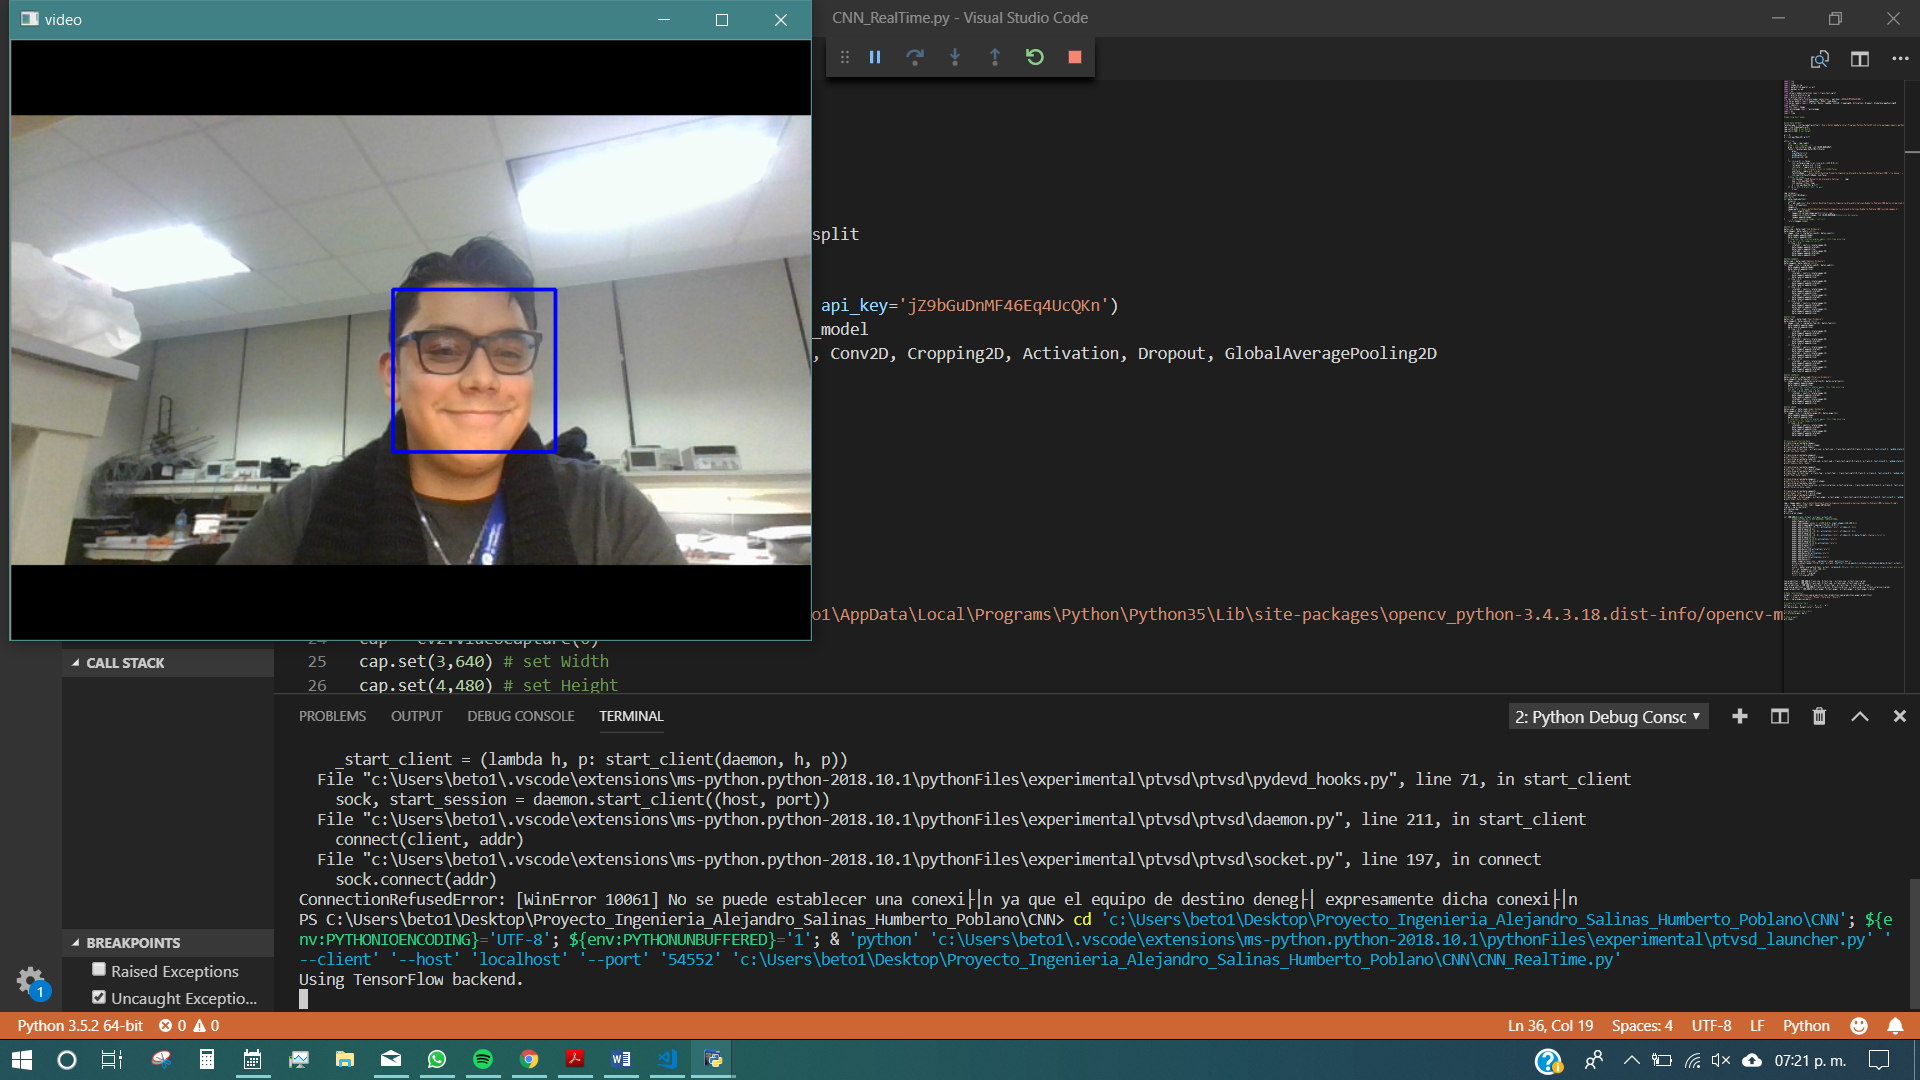 video
CNN_RealTime.py - Visual Studio Code
split
api_key='jZ9bGuDnMF46Eq4UcQKn')
_model
, Conv2D, Cropping2D, Activation, Dropout, GlobalAveragePooling2D
o1\AppData\Local\Programs\Python\Python35\Lib\site-packages\opencv_python-3.4.3.18.dist-info/opencv-m
25 cap.set(3,640) # set Width
26 cap.set(4,480) # set Height
CALL STACK
PROBLEMS OUTPUT DEBUG CONSOLE TERMINAL
2: Python Debug Consc
_start_client = (lambda h, p: start_client(daemon, h, p))
File "c:\Users\beto1\.vscode\extensions\ms-python.python-2018.10.1\pythonFiles\experimental\ptvsd\ptvsd\pydevd_hooks.py", line 71, in start_client
sock, start_session = daemon.start_client((host, port))
File "c:\Users\beto1\.vscode\extensions\ms-python.python-2018.10.1\pythonFiles\experimental\ptvsd\ptvsd\daemon.py", line 211, in start_client
connect(client, addr)
File "c:\Users\beto1\.vscode\extensions\ms-python.python-2018.10.1\pythonFiles\experimental\ptvsd\ptvsd\socket.py", line 197, in connect
sock.connect(addr)
ConnectionRefusedError: [WinError 10061] No se puede establecer una conexi├│n ya que el equipo de destino deneg├│ expresamente dicha conexi├│n
PS C:\Users\beto1\Desktop\Proyecto_Ingenieria_Alejandro_Salinas_Humberto_Poblano\CNN> cd 'c:\Users\beto1\Desktop\Proyecto_Ingenieria_Alejandro_Salinas_Humberto_Poblano\CNN'; ${e
nv:PYTHONIOENCODING}='UTF-8'; ${env:PYTHONUNBUFFERED}='1'; & 'python' 'c:\Users\beto1\.vscode\extensions\ms-python.python-2018.10.1\pythonFiles\experimental\ptvsd_launcher.py' '
--client' '--host' 'localhost' '--port' '54552' 'c:\Users\beto1\Desktop\Proyecto_Ingenieria_Alejandro_Salinas_Humberto_Poblano\CNN\CNN_RealTime.py'
Using TensorFlow backend.
BREAKPOINTS
Raised Exceptions
Uncaught Exceptio...
1
Python 3.5.2 64-bit 0 0
Ln 36, Col 19 Spaces: 4 UTF-8 LF Python
07:21 p. m.